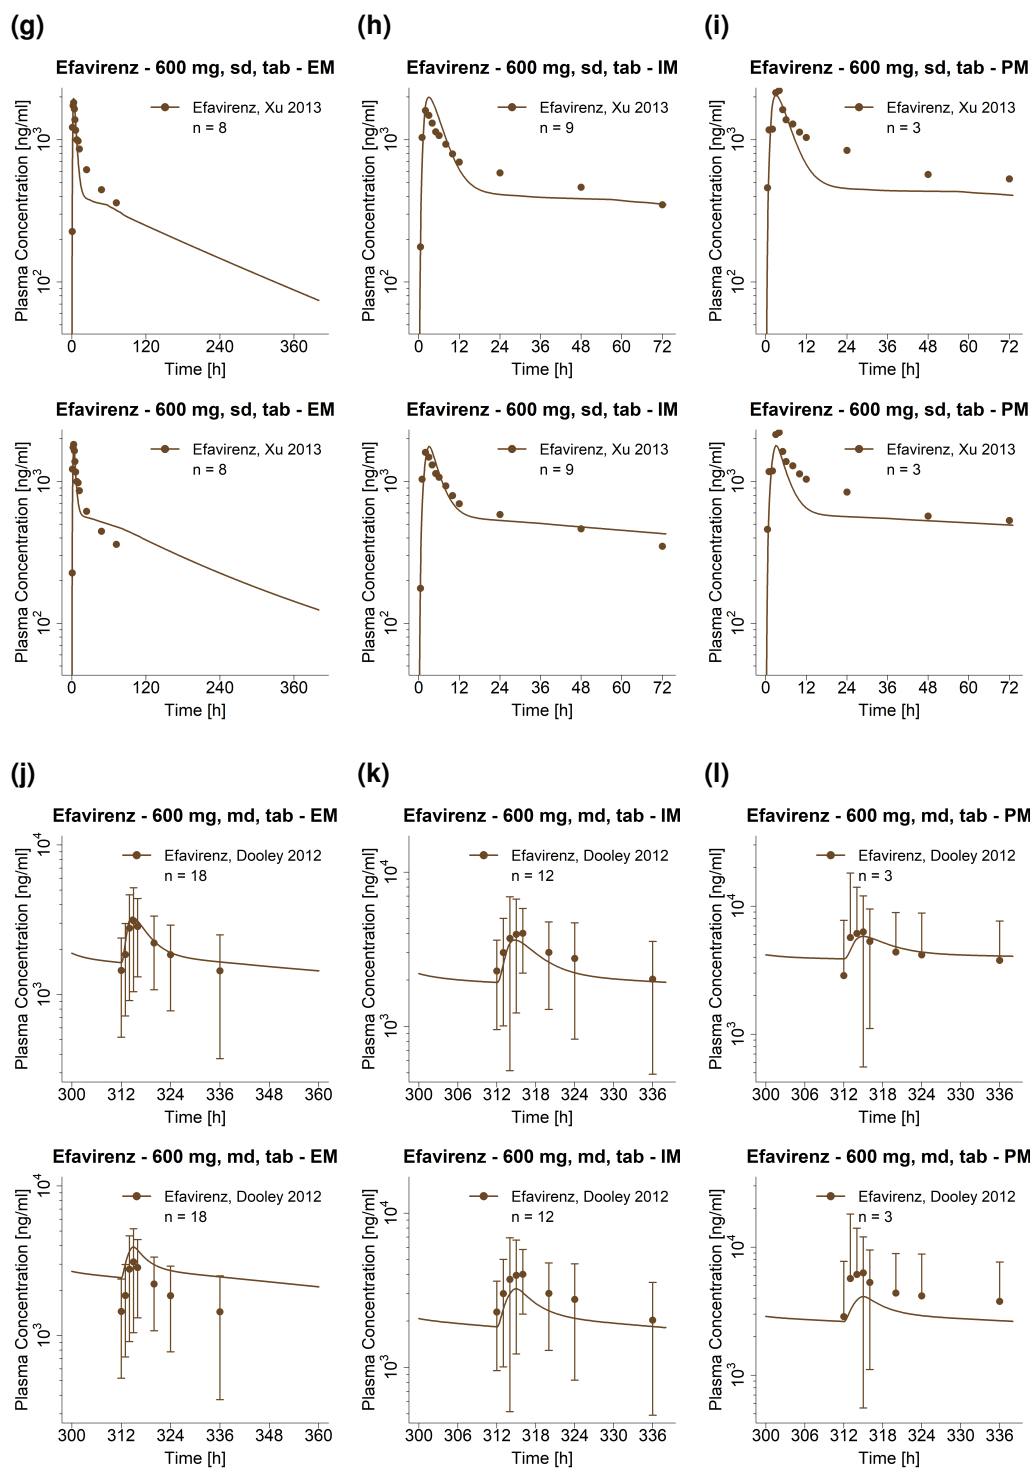 (g)
(h)
(i)
Efavirenz - 600 mg, sd, tab - EM
Efavirenz - 600 mg, sd, tab - IM
Efavirenz - 600 mg, sd, tab - PM
Efavirenz, Xu 2013
n = 8
Efavirenz, Xu 2013
n = 9
Efavirenz, Xu 2013
n = 3
Plasma Concentration [ng/ml]
10³
10²
Plasma Concentration [ng/ml]
10³
10²
Plasma Concentration [ng/ml]
10³
10²
0 120 240 360
0 12 24 36 48 60 72
0 12 24 36 48 60 72
Time [h]
Time [h]
Time [h]
Efavirenz - 600 mg, sd, tab - EM
Efavirenz - 600 mg, sd, tab - IM
Efavirenz - 600 mg, sd, tab - PM
Efavirenz, Xu 2013
n = 8
Efavirenz, Xu 2013
n = 9
Efavirenz, Xu 2013
n = 3
Plasma Concentration [ng/ml]
10³
10²
Plasma Concentration [ng/ml]
10³
10²
Plasma Concentration [ng/ml]
10³
10²
0 120 240 360
0 12 24 36 48 60 72
0 12 24 36 48 60 72
Time [h]
Time [h]
Time [h]
(j)
(k)
(l)
Efavirenz - 600 mg, md, tab - EM
Efavirenz - 600 mg, md, tab - IM
Efavirenz - 600 mg, md, tab - PM
Efavirenz, Dooley 2012
n = 18
Efavirenz, Dooley 2012
n = 12
Efavirenz, Dooley 2012
n = 3
Plasma Concentration [ng/ml]
10⁴
10³
Plasma Concentration [ng/ml]
10⁴
10³
Plasma Concentration [ng/ml]
10⁴
10³
300 312 324 336 348 360
300 306 312 318 324 330 336
300 306 312 318 324 330 336
Time [h]
Time [h]
Time [h]
Efavirenz - 600 mg, md, tab - EM
Efavirenz - 600 mg, md, tab - IM
Efavirenz - 600 mg, md, tab - PM
Efavirenz, Dooley 2012
n = 18
Efavirenz, Dooley 2012
n = 12
Efavirenz, Dooley 2012
n = 3
Plasma Concentration [ng/ml]
10⁴
10³
Plasma Concentration [ng/ml]
10⁴
10³
Plasma Concentration [ng/ml]
10⁴
10³
300 312 324 336 348 360
300 306 312 318 324 330 336
300 306 312 318 324 330 336
Time [h]
Time [h]
Time [h]